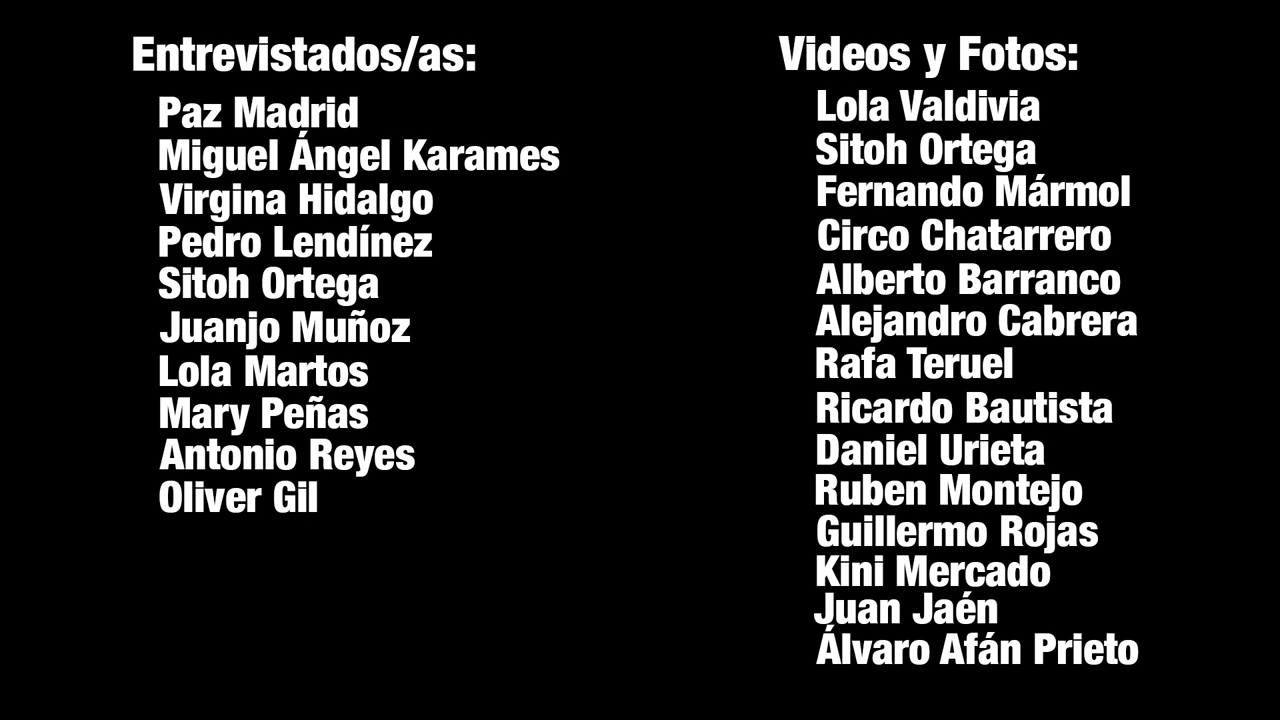 Entrevistados/as:
Paz Madrid
Miguel Ángel Karames
Virgina Hidalgo
Pedro Lendínez
Sitoh Ortega
Juanjo Muñoz
Lola Martos
Mary Peñas
Antonio Reyes
Oliver Gil
Videos y Fotos:
Lola Valdivia
Sitoh Ortega
Fernando Mármol
Circo Chatarrero
Alberto Barranco
Alejandro Cabrera
Rafa Teruel
Ricardo Bautista
Daniel Urieta
Ruben Montejo
Guillermo Rojas
Kini Mercado
Juan Jaén
Álvaro Afán Prieto